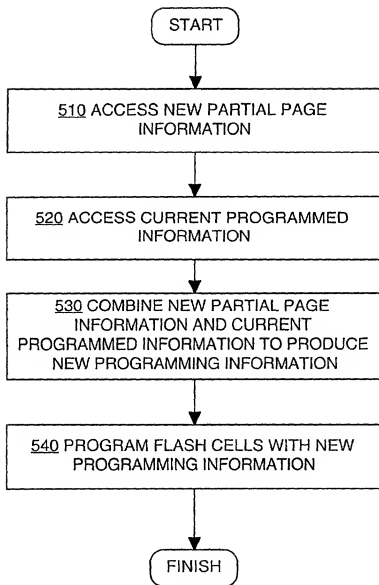 START
510 ACCESS NEW PARTIAL PAGE
INFORMATION
520 ACCESS CURRENT PROGRAMMED
INFORMATION
530 COMBINE NEW PARTIAL PAGE
INFORMATION AND CURRENT
PROGRAMMED INFORMATION TO PRODUCE
NEW PROGRAMMING INFORMATION
540 PROGRAM FLASH CELLS WITH NEW
PROGRAMMING INFORMATION
FINISH